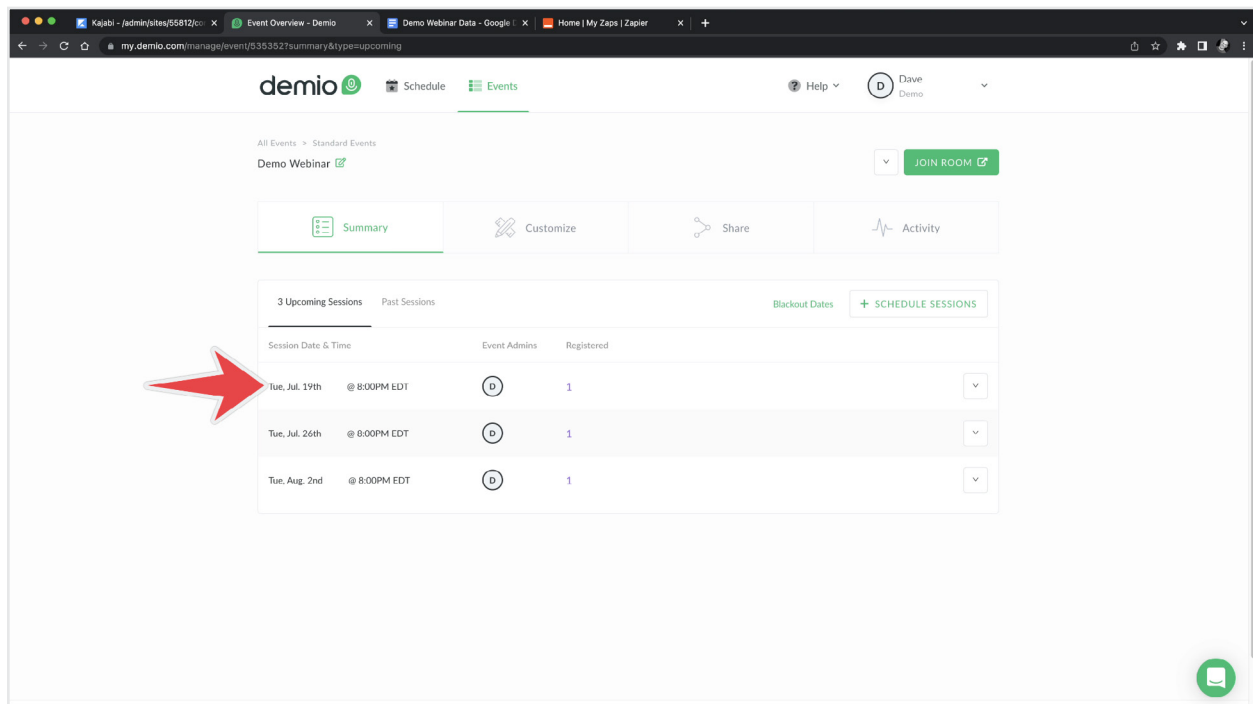 Kajabi - /admin/sites/55812/co
Event Overview - Demio
Demo Webinar Data - Google
Home | My Zaps | Zapier
my.demio.com/manage/event/535352?summary&type=upcoming
demio
Schedule
Events
Help
D
Dave
Demo
All Events > Standard Events
Demo Webinar
JOIN ROOM
Summary
Customize
Share
Activity
3 Upcoming Sessions
Past Sessions
Blackout Dates
+ SCHEDULE SESSIONS
Session Date & Time
Event Admins
Registered
Tue, Jul. 19th @ 8:00PM EDT D 1
Tue, Jul. 26th @ 8:00PM EDT D 1
Tue, Aug. 2nd @ 8:00PM EDT D 1